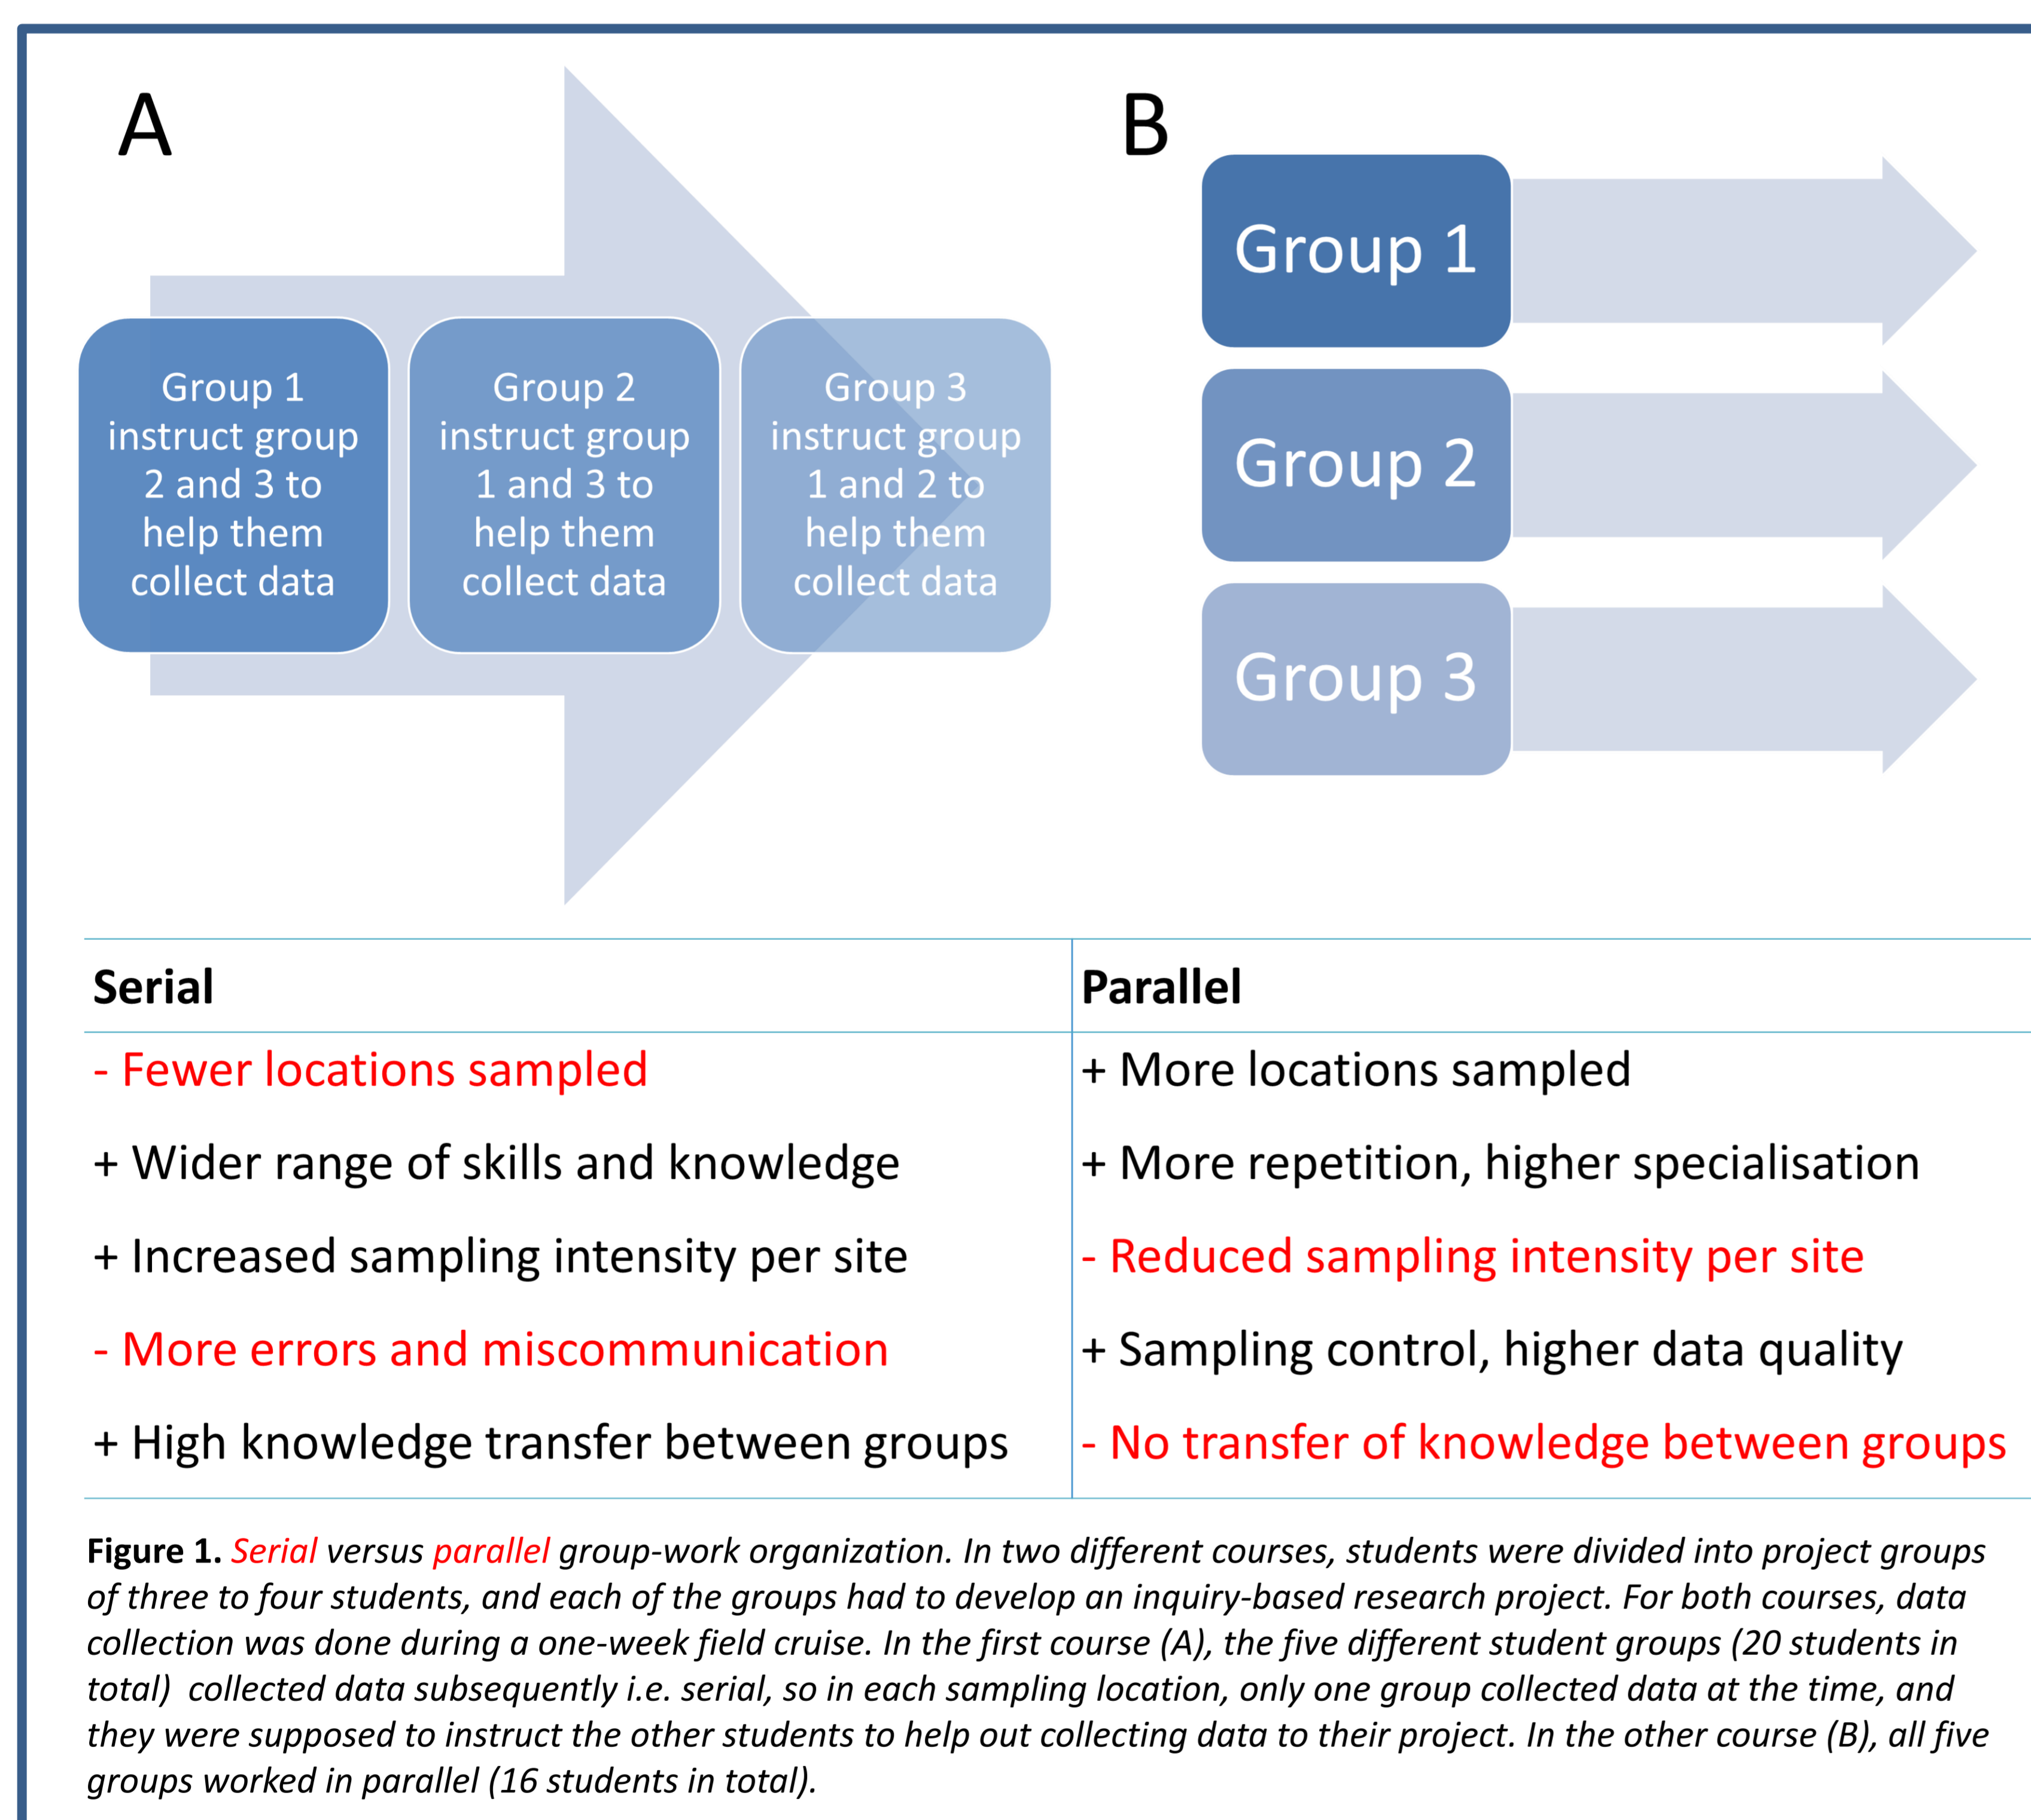 A
Group 1
instruct group
2 and 3 to
help them
collect data
Group 2
instruct group
1 and 3 to
help them
collect data
Group 3
instruct group
1 and 2 to
help them
collect data
B
Group 1
Group 2
Group 3
Serial
- Fewer locations sampled
+ Wider range of skills and knowledge
+ Increased sampling intensity per site
- More errors and miscommunication
+ High knowledge transfer between groups
Parallel
+ More locations sampled
+ More repetition, higher specialisation
- Reduced sampling intensity per site
+ Sampling control, higher data quality
- No transfer of knowledge between groups
Figure 1. Serial versus parallel group-work organization. In two different courses, students were divided into project groups
of three to four students, and each of the groups had to develop an inquiry-based research project. For both courses, data
collection was done during a one-week field cruise. In the first course (A), the five different student groups (20 students in
total)  collected data subsequently i.e. serial, so in each sampling location, only one group collected data at the time, and
they were supposed to instruct the other students to help out collecting data to their project. In the other course (B), all five
groups worked in parallel (16 students in total).